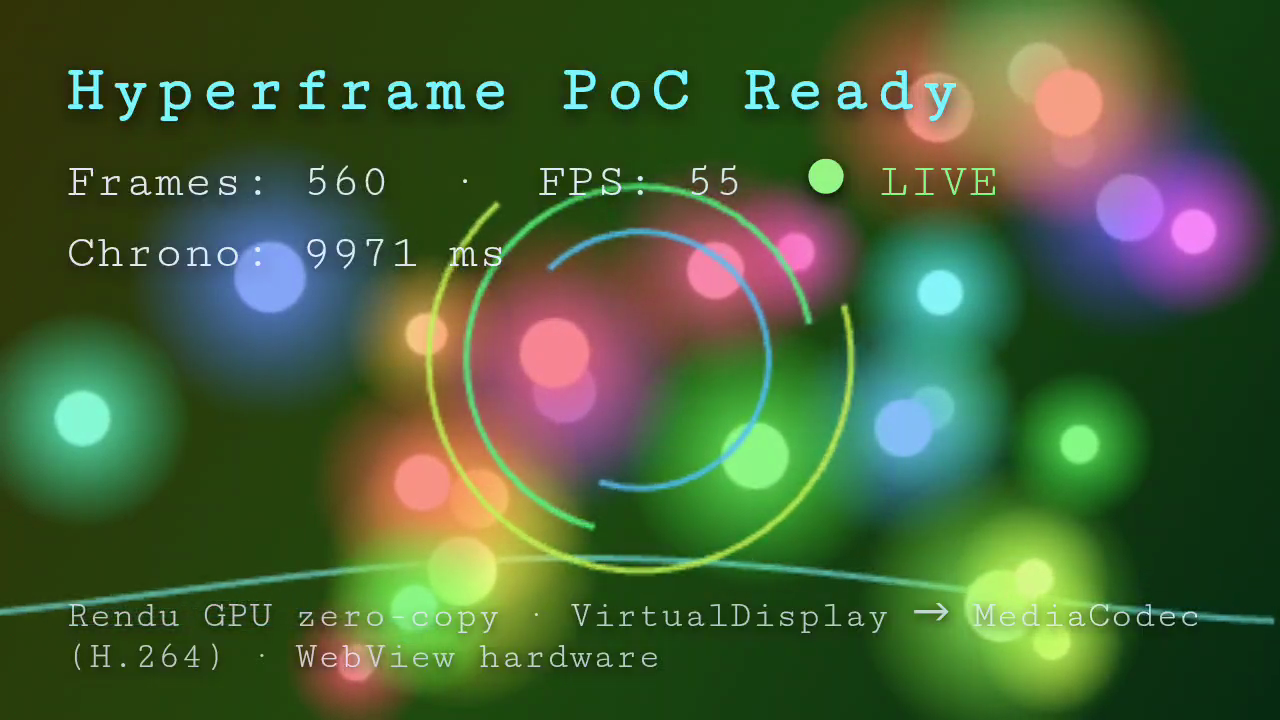 Hyperframe PoC Ready
Frames: 560 · FPS: 55 LIVE
Chrono: 9971 ms
Rendu GPU zero-copy · VirtualDisplay → MediaCodec
(H.264) · WebView hardware